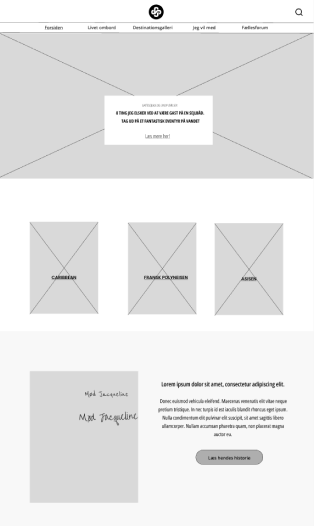 Forsiden Livet ombord Destinationsgalleri Jeg vil med Fællesforum
8 TING JEG ELSKER VED AT VÆRE GAST PÅ EN SEJLBÅD.
TAG UD PÅ ET FANTASTISK EVENTYR PÅ VANDET
Læs mere her!
CARIBBEAN FRANSK POLYNESIEN ASIEN
Mød Jacqueline
Mød Jacqueline
Lorem ipsum dolor sit amet, consectetur adipiscing elit.
Donec euismod vehicula eleifend. Maecenas venenatis elit vitae neque
pretium tristique. In nec turpis id est iaculis blandit rhoncus eget ipsum.
Nulla condimentum elit pulvinar elit suscipit, sit amet sagittis libero
ullamcorper. Nullam accumsan pharetra quam, non placerat magna
auctor eu.
Læs hendes historie